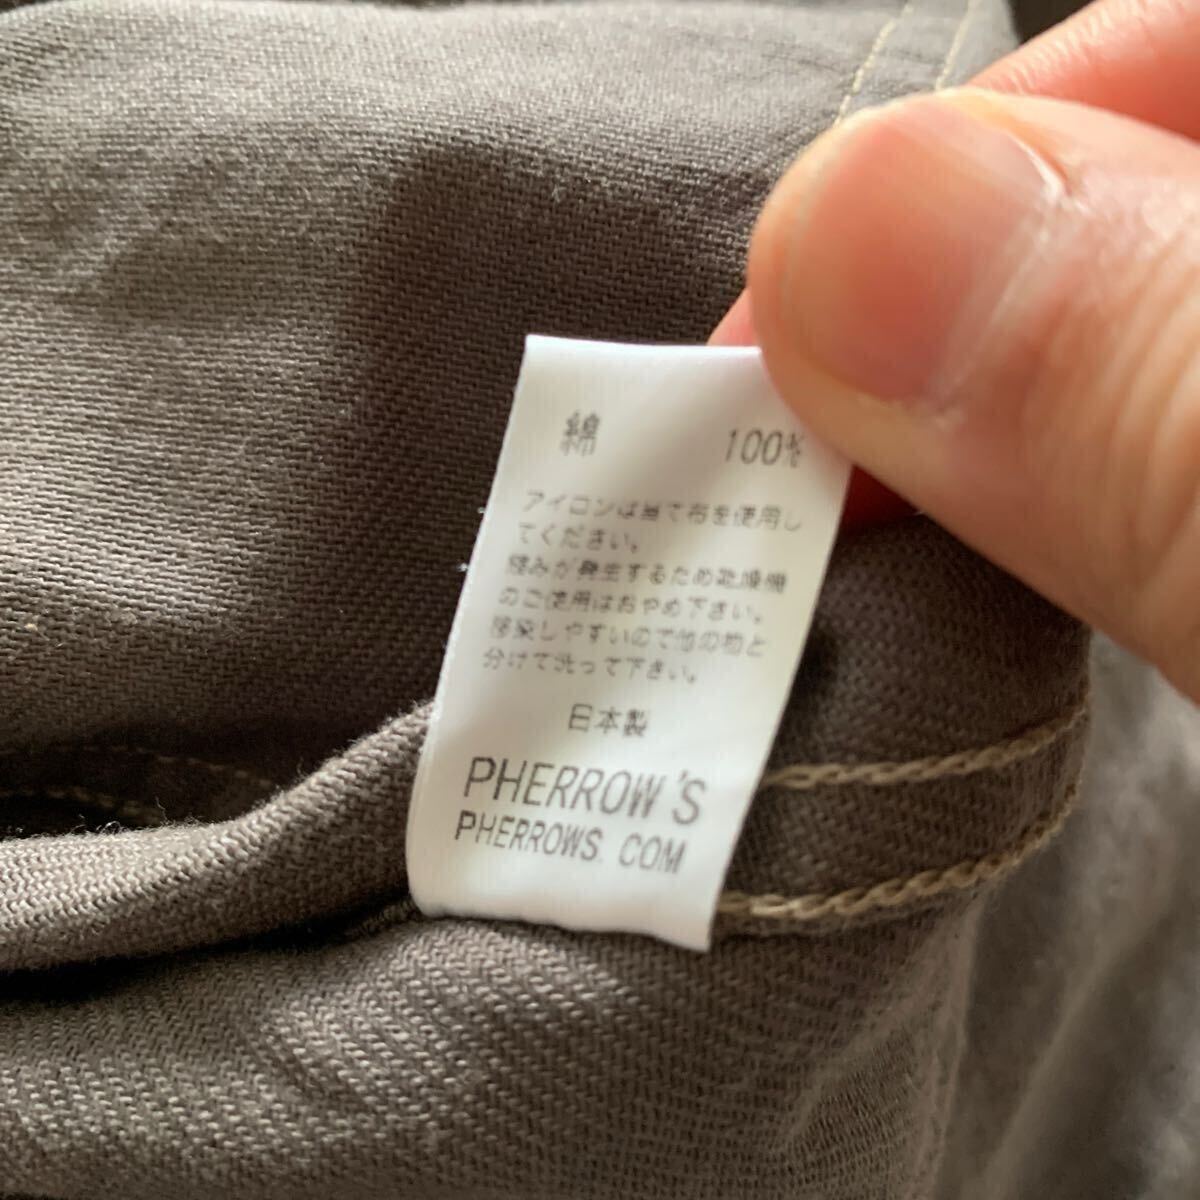 綿 100%
アイロンは当て布を使用し
てください。
縮みが発生するため乾燥機
のご使用はおやめ下さい。
移染しやすいので他の物と
分けて洗って下さい。
日本製
PHERROW'S
PHERROWS.COM